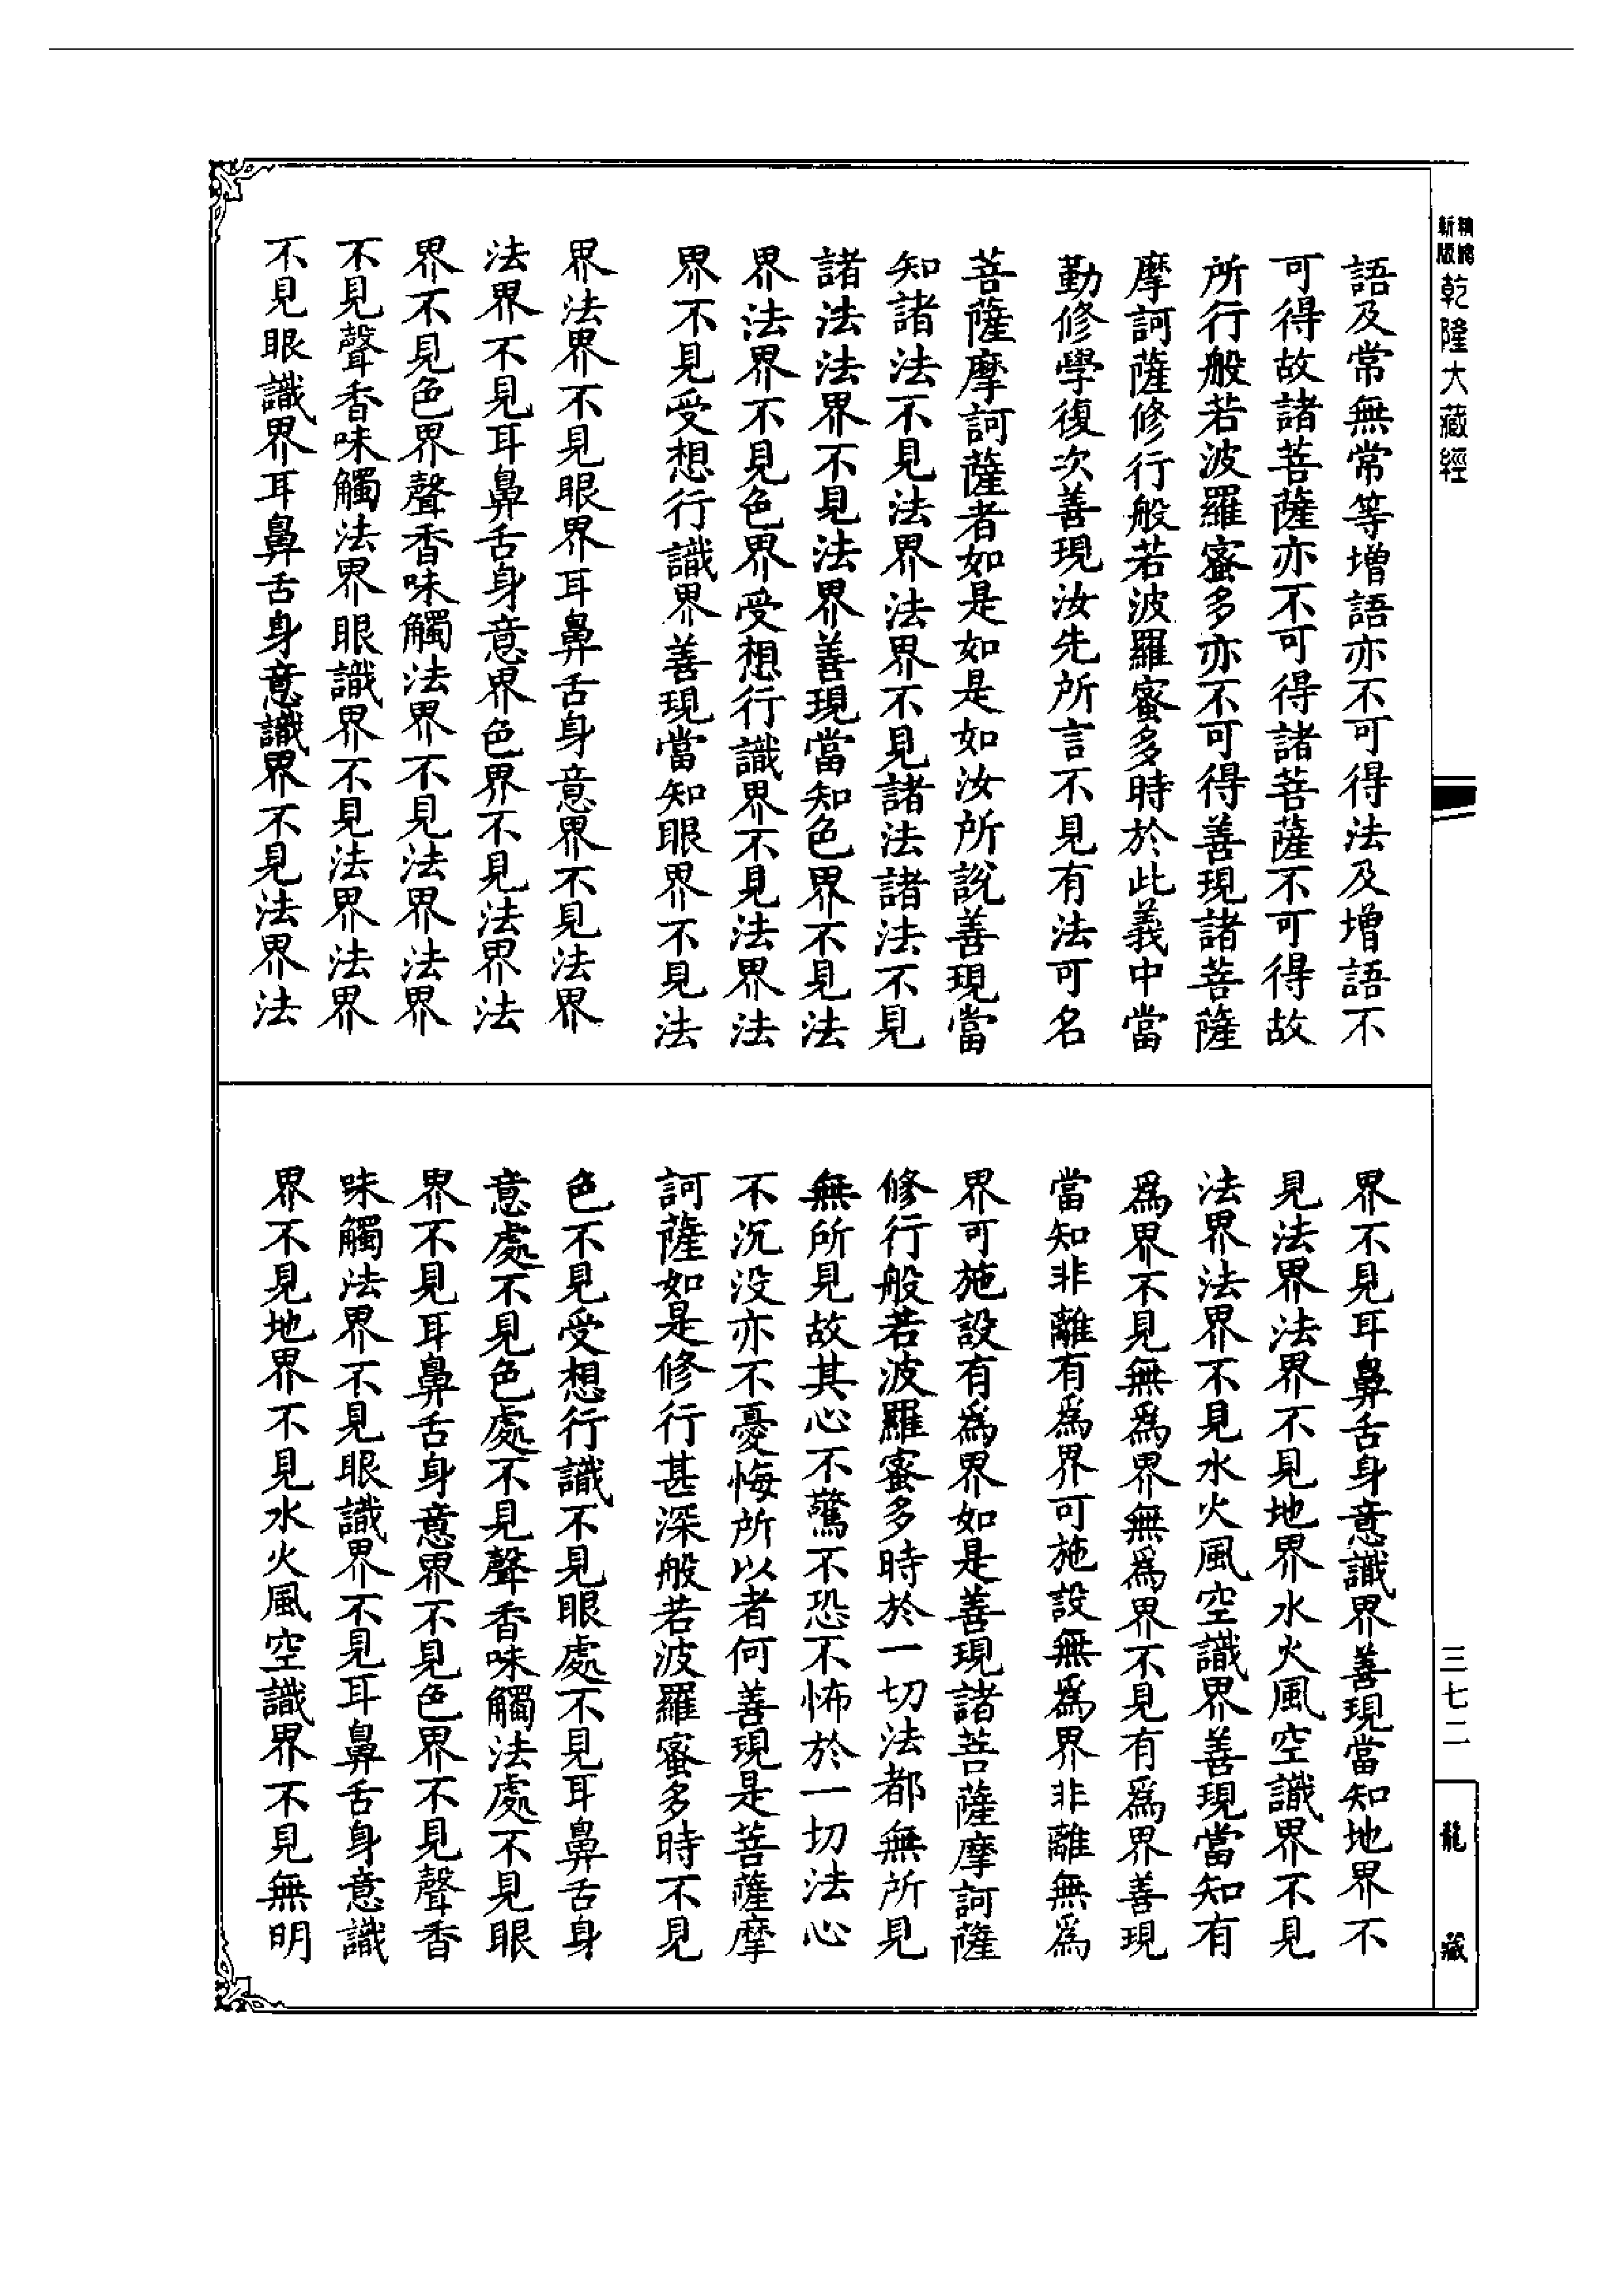 新版
精縮
乾隆大藏經
語及常無常等增語亦不可得法及增語不
可得故諸菩薩亦不可得諸菩薩不可得故
所行般若波羅蜜多亦不可得善現諸菩薩
摩訶薩修行般若波羅蜜多時於此義中當
勤修學復次善現汝先所言不見有法可名
菩薩摩訶薩者如是如是如汝所說善現當
知諸法不見法界法界不見諸法諸法不見
諸法法界不見法界善現當知色界不見法
界法界不見色界受想行識界不見法界法
界不見受想行識界善現當知眼界不見法
界法界不見眼界耳鼻舌身意界不見法界
法界不見耳鼻舌身意界色界不見法界法
界不見色界聲香味觸法界不見法界法界
不見聲香味觸法界眼識界不見法界法界
不見眼識界耳鼻舌身意識界不見法界法
界不見耳鼻舌身意識界善現當知地界不
見法界法界不見地界水火風空識界不見
法界法界不見水火風空識界善現當知有
為界不見無為界無為界不見有為界善現
當知非離有為界可施設無為界非離無為
界可施設有為界如是善現諸菩薩摩訶薩
修行般若波羅蜜多時於一切法都無所見
無所見故其心不驚不恐不怖於一切法心
不沉沒亦不憂悔所以者何善現是菩薩摩
訶薩如是修行甚深般若波羅蜜多時不見
色不見受想行識不見眼處不見耳鼻舌身
意處不見色處不見聲香味觸法處不見眼
界不見耳鼻舌身意界不見色界不見聲香
味觸法界不見眼識界不見耳鼻舌身意識
界不見地界不見水火風空識界不見無明
三七二
龍藏